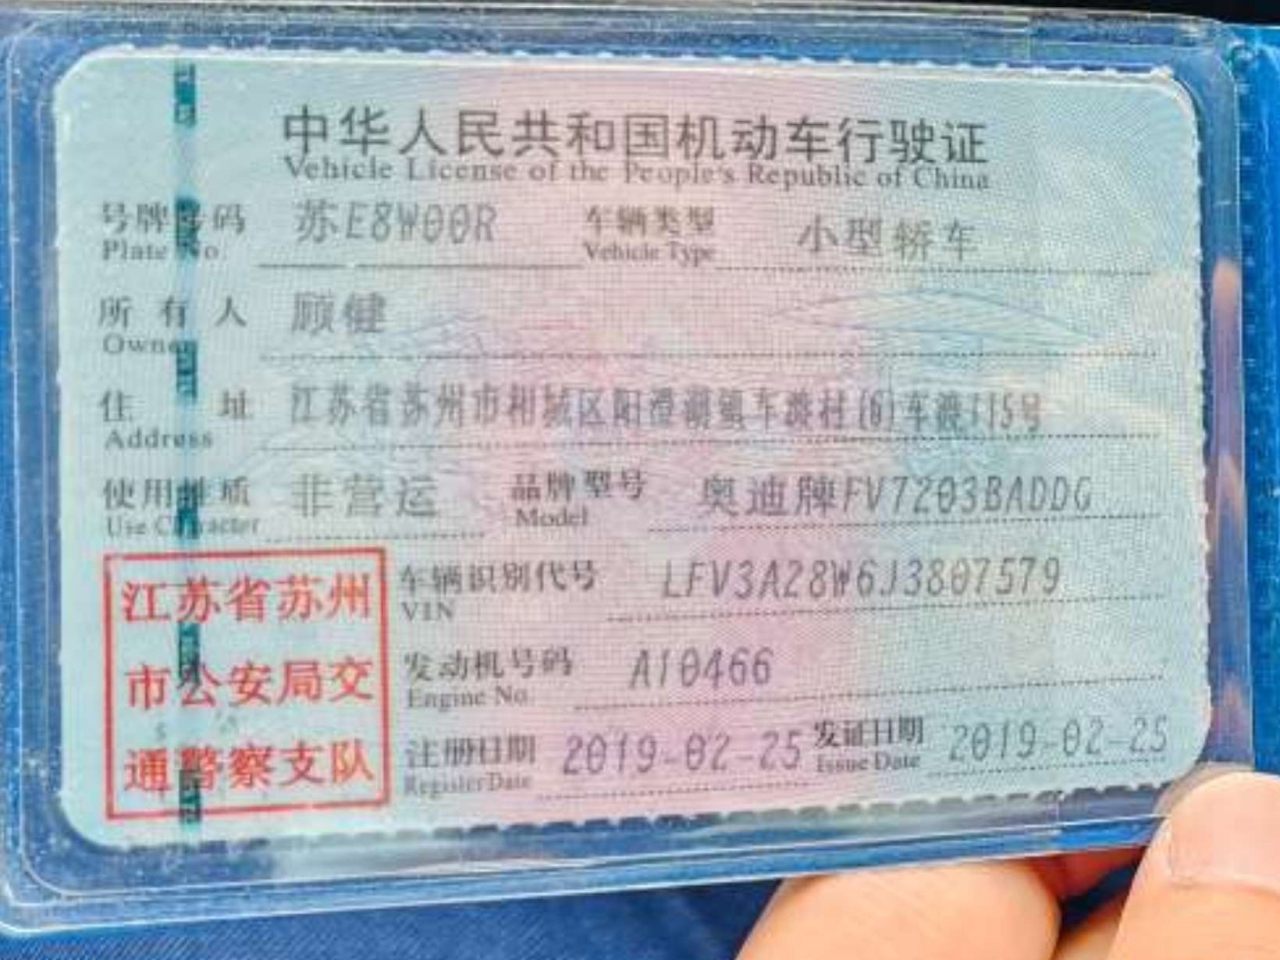 中华人民共和国机动车行驶证
Vehicle License of the People's Republic of China
号牌号码 苏E8W00R 车辆类型 小型轿车
Plate No. Vehicle Type
所有人 顾健
Owner
住址 江苏省苏州市相城区阳澄湖镇车渡村(6)车渡115号
Address
使用性质 非营运 品牌型号 奥迪牌FV7203BADDG
Use Character Model
江苏省苏州市公安局交通警察支队
车辆识别代号 LFV3A28W6J3807579
VIN
发动机号码 A10466
Engine No.
注册日期 2019-02-25 发证日期 2019-02-25
Register Date Issue Date